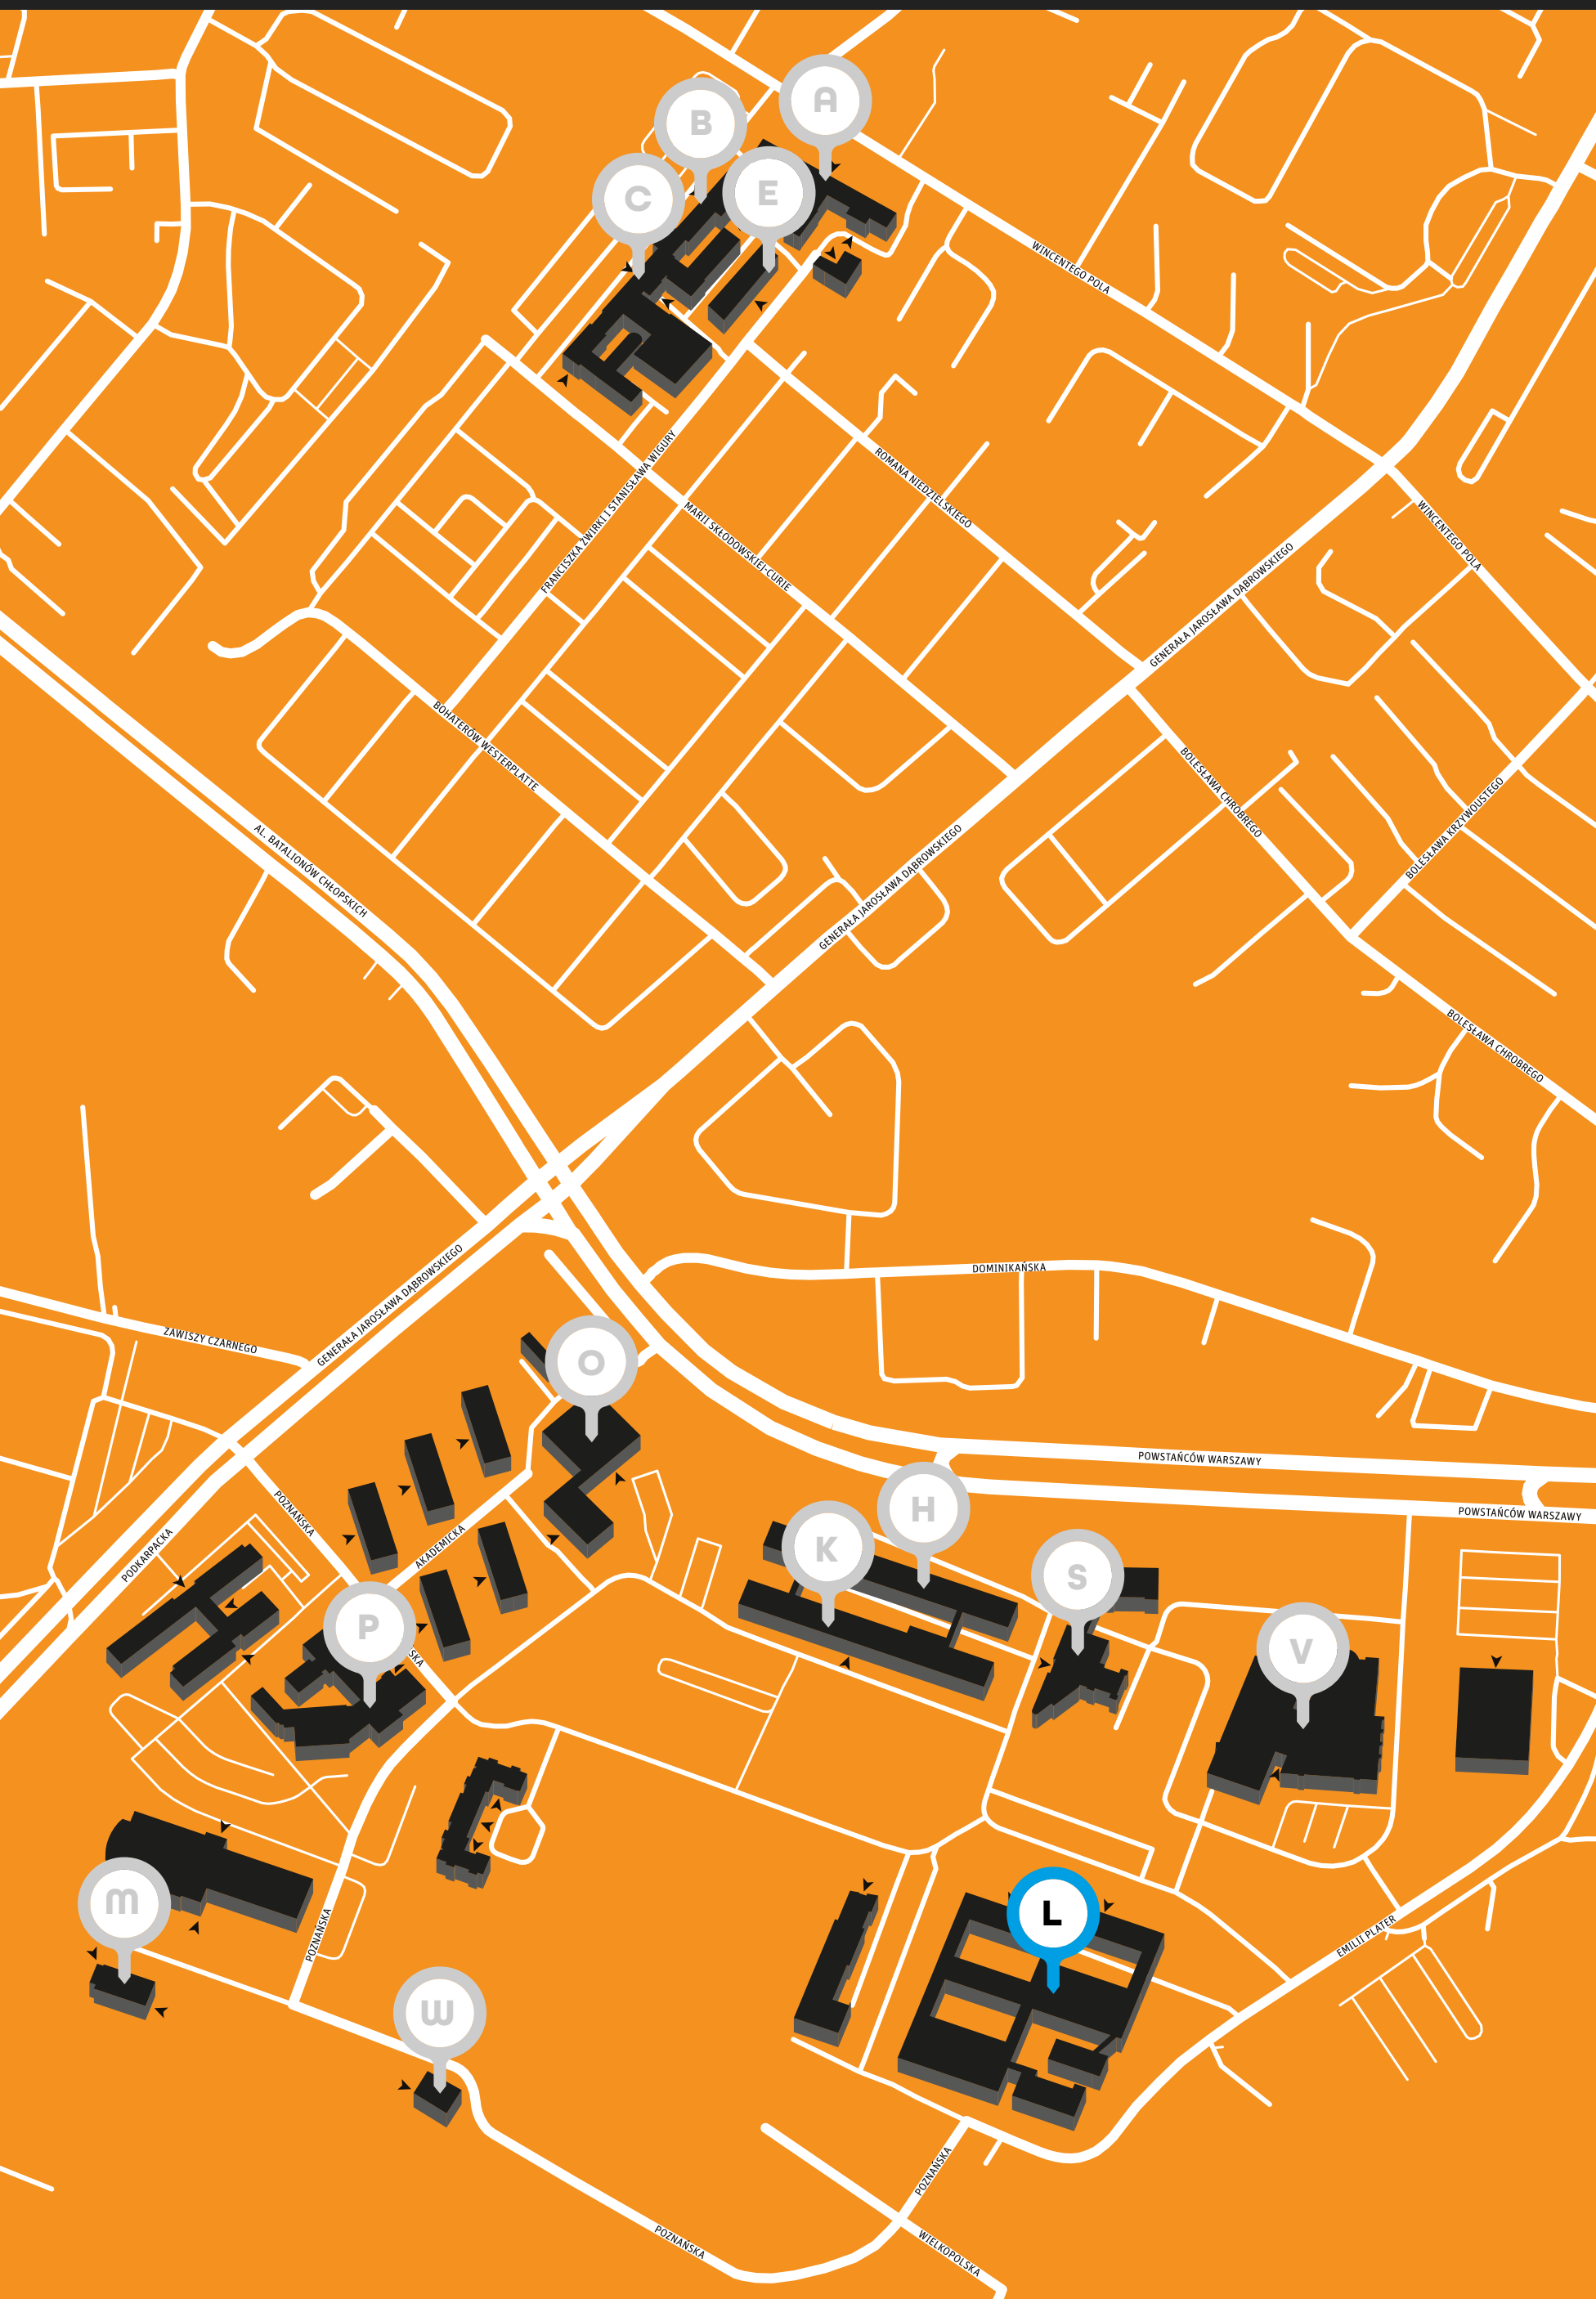 A
B
E
C
WINCENTEGO POLA
FRANCISZKA ŻWIRKI I STANISŁAWA WIGURY
ROMANA NIEDZIELSKIEGO
MARII SKŁODOWSKIEJ-CURIE
WINCENTEGO POLA
GENERAŁA JAROSŁAWA DĄBROWSKIEGO
BOHATERÓW WESTERPLATTE
BOLESŁAWA CHROBREGO
BOLESŁAWA KRZYWOUSTEGO
AL. BATALIONÓW CHŁOPSKICH
GENERAŁA JAROSŁAWA DĄBROWSKIEGO
BOLESŁAWA CHROBREGO
DOMINIKAŃSKA
GENERAŁA JAROSŁAWA DĄBROWSKIEGO
ZAWISZY CZARNEGO
O
POWSTAŃCÓW WARSZAWY
POWSTAŃCÓW WARSZAWY
POZNAŃSKA
H
AKADEMICKA
PODKARPACKA
K
S
P
SKA
V
M
L
POZNAŃSKA
EMILII PLATER
W
POZNAŃSKA
POZNAŃSKA
WIELKOPOLSKA